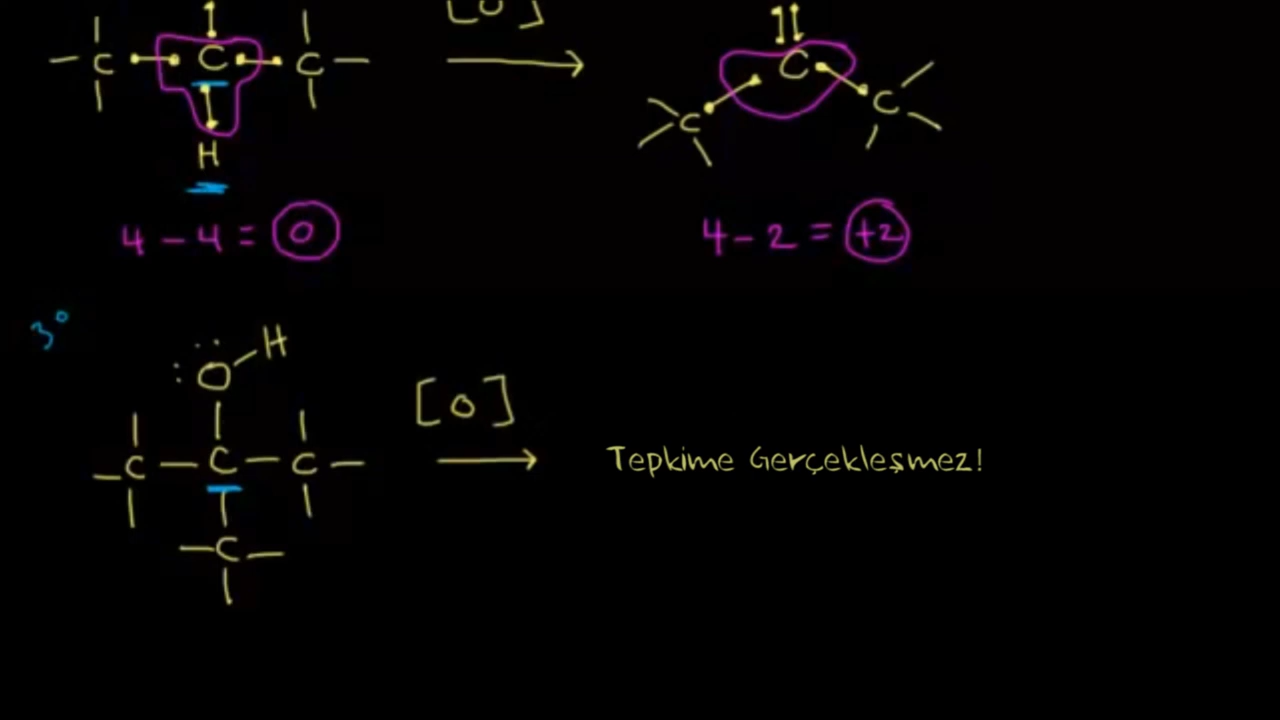 [O]
C C C C
C C
H
4 - 4 = 0 4 - 2 = +2
3°
O H
[O]
C C C Tepkime Gerçekleşmez!
C